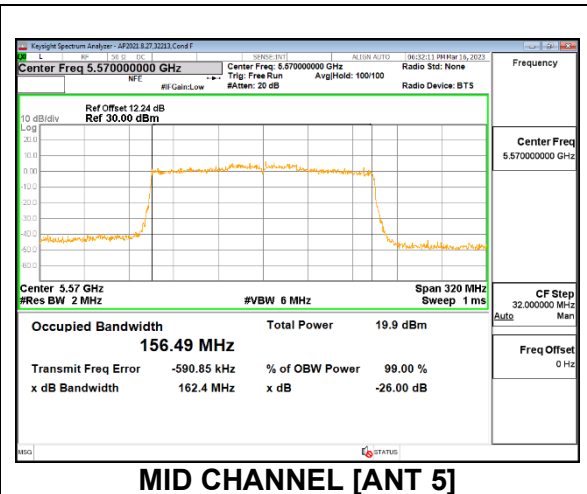 Keysight Spectrum Analyzer - AP2021.8.27,32213,Cond F
L RF 50 Ω DC SENSE:INT ALIGN AUTO 06:32:11 PM Mar 16, 2023
Center Freq 5.570000000 GHz Center Freq: 5.570000000 GHz Radio Std: None Frequency
NFE Trig: Free Run Avg|Hold: 100/100
#IFGain:Low #Atten: 20 dB Radio Device: BTS
Ref Offset 12.24 dB
10 dB/div Ref 30.00 dBm
Log
20.0
10.0
0.00
-10.0
-20.0
-30.0
-40.0
-50.0
-60.0
Center Freq
5.570000000 GHz
Center 5.57 GHz Span 320 MHz
#Res BW 2 MHz #VBW 6 MHz Sweep 1 ms
CF Step
32.000000 MHz
Auto Man
Occupied Bandwidth Total Power 19.9 dBm
156.49 MHz
Transmit Freq Error -590.85 kHz % of OBW Power 99.00 %
x dB Bandwidth 162.4 MHz x dB -26.00 dB
Freq Offset
0 Hz
MSG STATUS
MID CHANNEL [ANT 5]